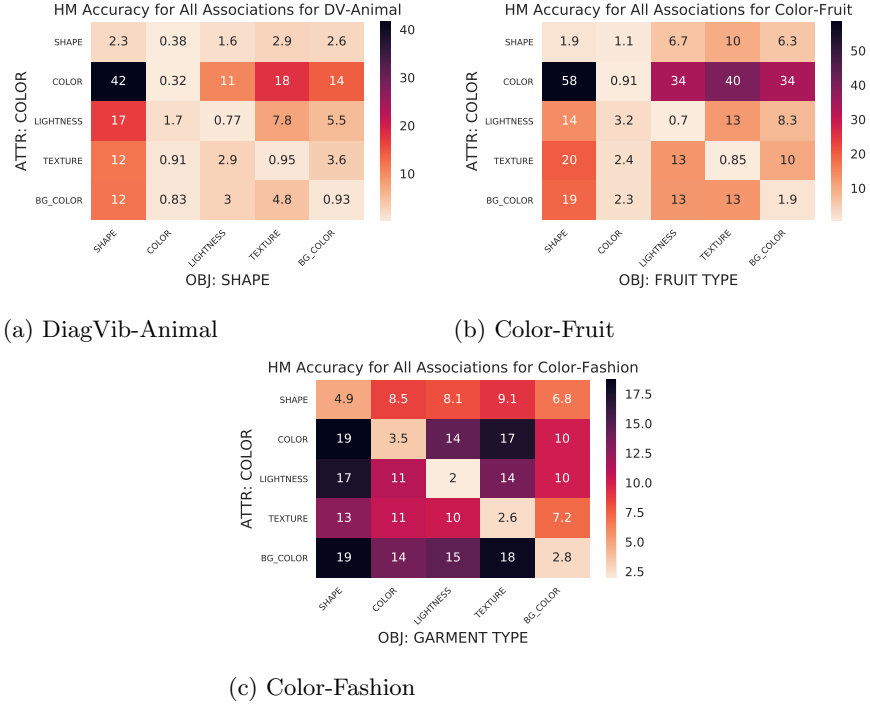 HM Accuracy for All Associations for DV-Animal
ATTR: COLOR
SHAPE 2.3 0.38 1.6 2.9 2.6
COLOR 42 0.32 11 18 14
LIGHTNESS 17 1.7 0.77 7.8 5.5
TEXTURE 12 0.91 2.9 0.95 3.6
BG_COLOR 12 0.83 3 4.8 0.93
SHAPE COLOR LIGHTNESS TEXTURE BG_COLOR
OBJ: SHAPE
40
30
20
10
(a) DiagVib-Animal
HM Accuracy for All Associations for Color-Fruit
ATTR: COLOR
SHAPE 1.9 1.1 6.7 10 6.3
COLOR 58 0.91 34 40 34
LIGHTNESS 14 3.2 0.7 13 8.3
TEXTURE 20 2.4 13 0.85 10
BG_COLOR 19 2.3 13 13 1.9
SHAPE COLOR LIGHTNESS TEXTURE BG_COLOR
OBJ: FRUIT TYPE
50
40
30
20
10
(b) Color-Fruit
HM Accuracy for All Associations for Color-Fashion
ATTR: COLOR
SHAPE 4.9 8.5 8.1 9.1 6.8
COLOR 19 3.5 14 17 10
LIGHTNESS 17 11 2 14 10
TEXTURE 13 11 10 2.6 7.2
BG_COLOR 19 14 15 18 2.8
SHAPE COLOR LIGHTNESS TEXTURE BG_COLOR
OBJ: GARMENT TYPE
17.5
15.0
12.5
10.0
7.5
5.0
2.5
(c) Color-Fashion